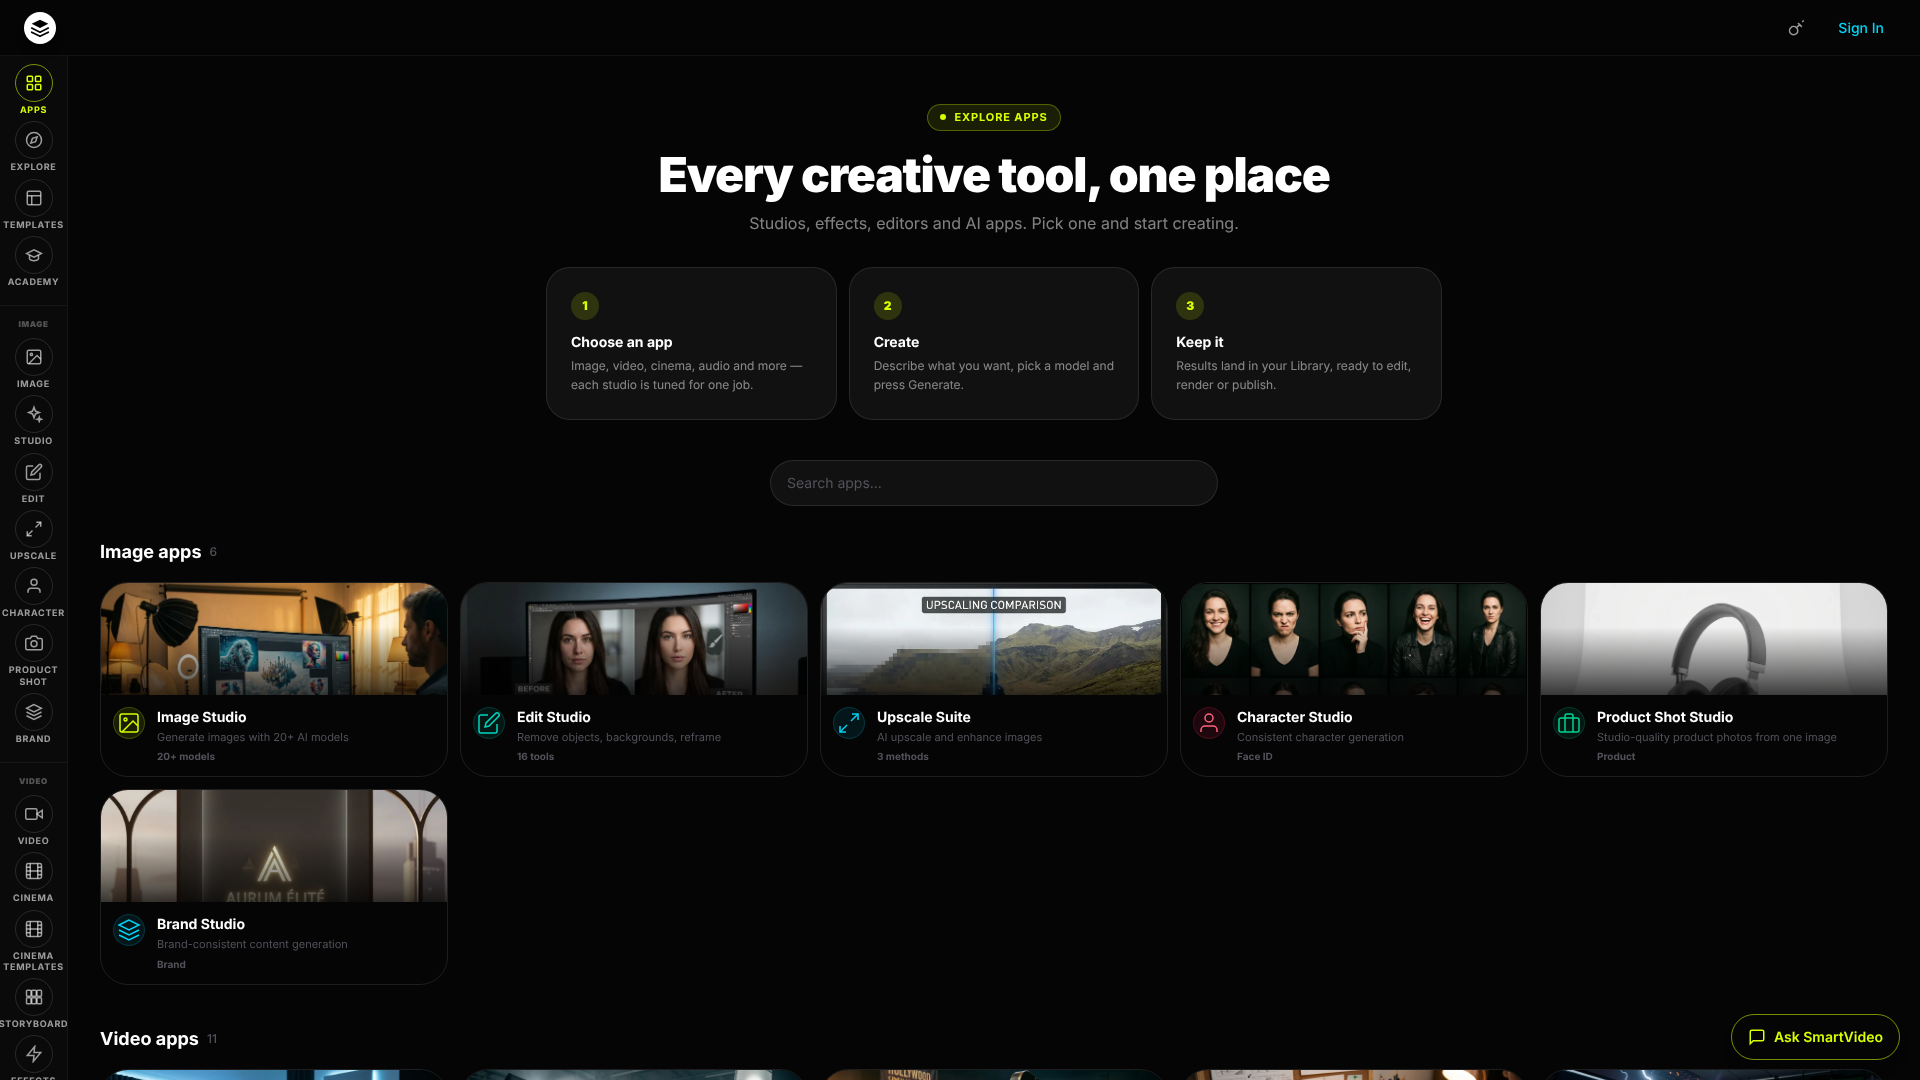 Sign In
APPS
EXPLORE
TEMPLATES
ACADEMY
IMAGE
IMAGE
STUDIO
EDIT
UPSCALE
CHARACTER
PRODUCT
SHOT
BRAND
VIDEO
VIDEO
CINEMA
CINEMA
TEMPLATES
STORYBOARD
EFFECTS
EXPLORE APPS
Every creative tool, one place
Studios, effects, editors and AI apps. Pick one and start creating.
1
Choose an app
Image, video, cinema, audio and more —
each studio is tuned for one job.
2
Create
Describe what you want, pick a model and
press Generate.
3
Keep it
Results land in your Library, ready to edit,
render or publish.
Search apps...
Image apps 6
Image Studio
Generate images with 20+ AI models
20+ models
BEFORE
AFTER
Edit Studio
Remove objects, backgrounds, reframe
16 tools
UPSCALING COMPARISON
Upscale Suite
AI upscale and enhance images
3 methods
Character Studio
Consistent character generation
Face ID
Product Shot Studio
Studio-quality product photos from one image
Product
AURUM ÉLITÉ
Brand Studio
Brand-consistent content generation
Brand
Video apps 11
HOLLYWOOD
Ask SmartVideo